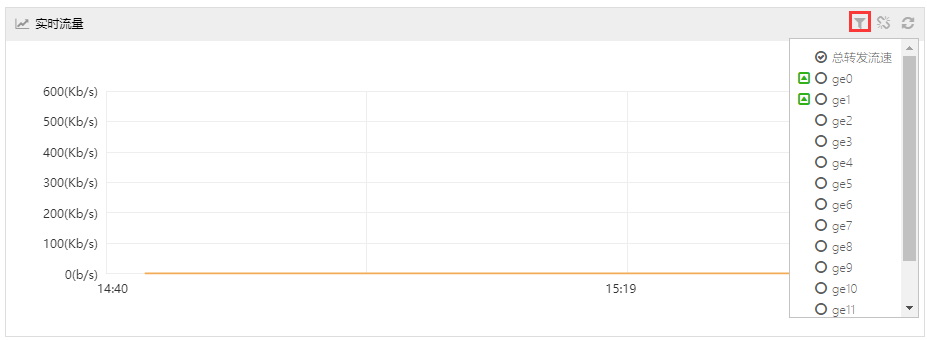 实时流量
总转发流速
ge0
ge1
ge2
ge3
ge4
ge5
ge6
ge7
ge8
ge9
ge10
ge11
600(Kb/s)
500(Kb/s)
400(Kb/s)
300(Kb/s)
200(Kb/s)
100(Kb/s)
0(b/s)
14:40
15:19